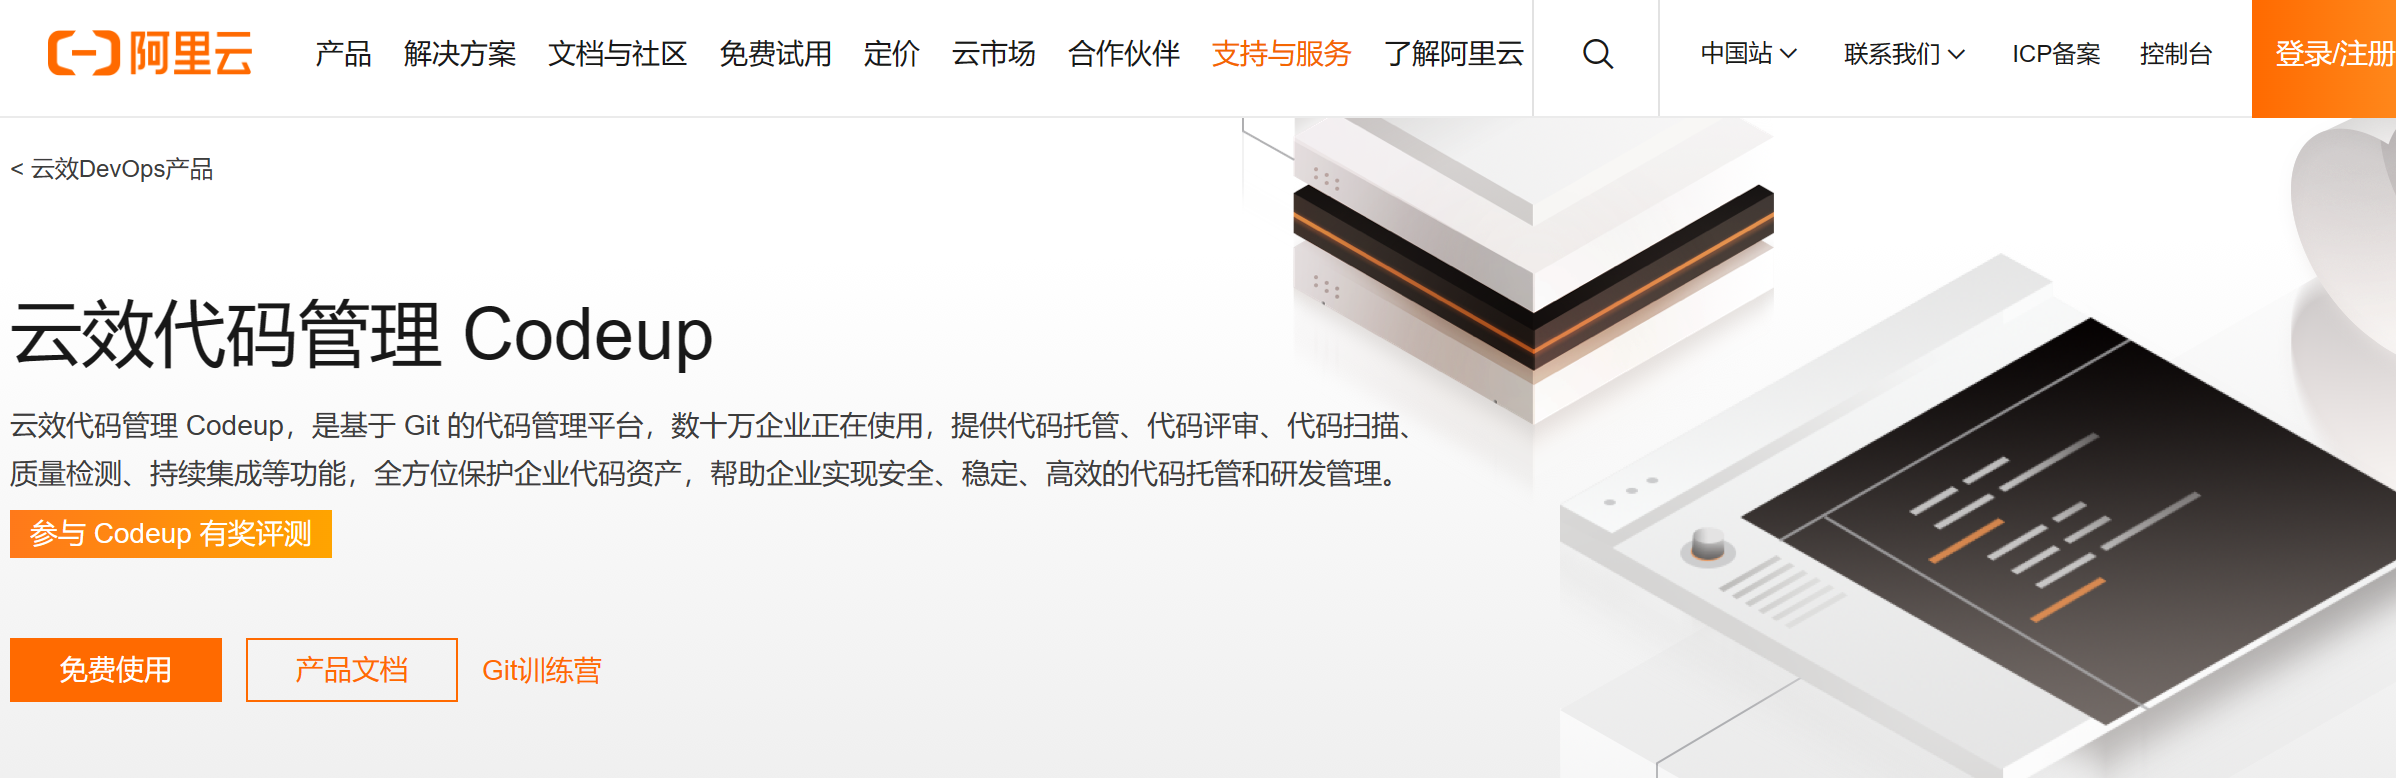 阿里云 产品 解决方案 文档与社区 免费试用 定价 云市场 合作伙伴 支持与服务 了解阿里云 中国站 联系我们 ICP备案 控制台 登录/注册
< 云效DevOps产品
云效代码管理 Codeup
云效代码管理 Codeup，是基于 Git 的代码管理平台，数十万企业正在使用，提供代码托管、代码评审、代码扫描、
质量检测、持续集成等功能，全方位保护企业代码资产，帮助企业实现安全、稳定、高效的代码托管和研发管理。
参与 Codeup 有奖评测
免费使用 产品文档 Git训练营